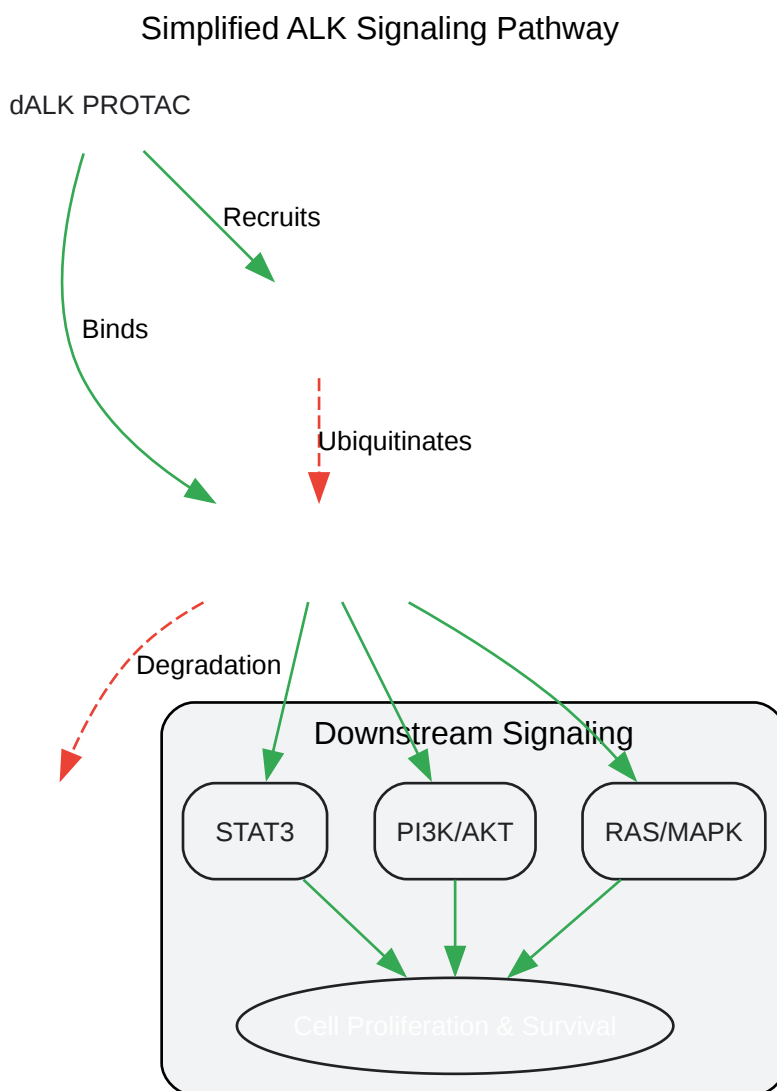 Simplified ALK Signaling Pathway
dALK PROTAC
Recruits
Binds
Ubiquitinates
Degradation
Downstream Signaling
STAT3
PI3K/AKT
RAS/MAPK
Cell Proliferation & Survival